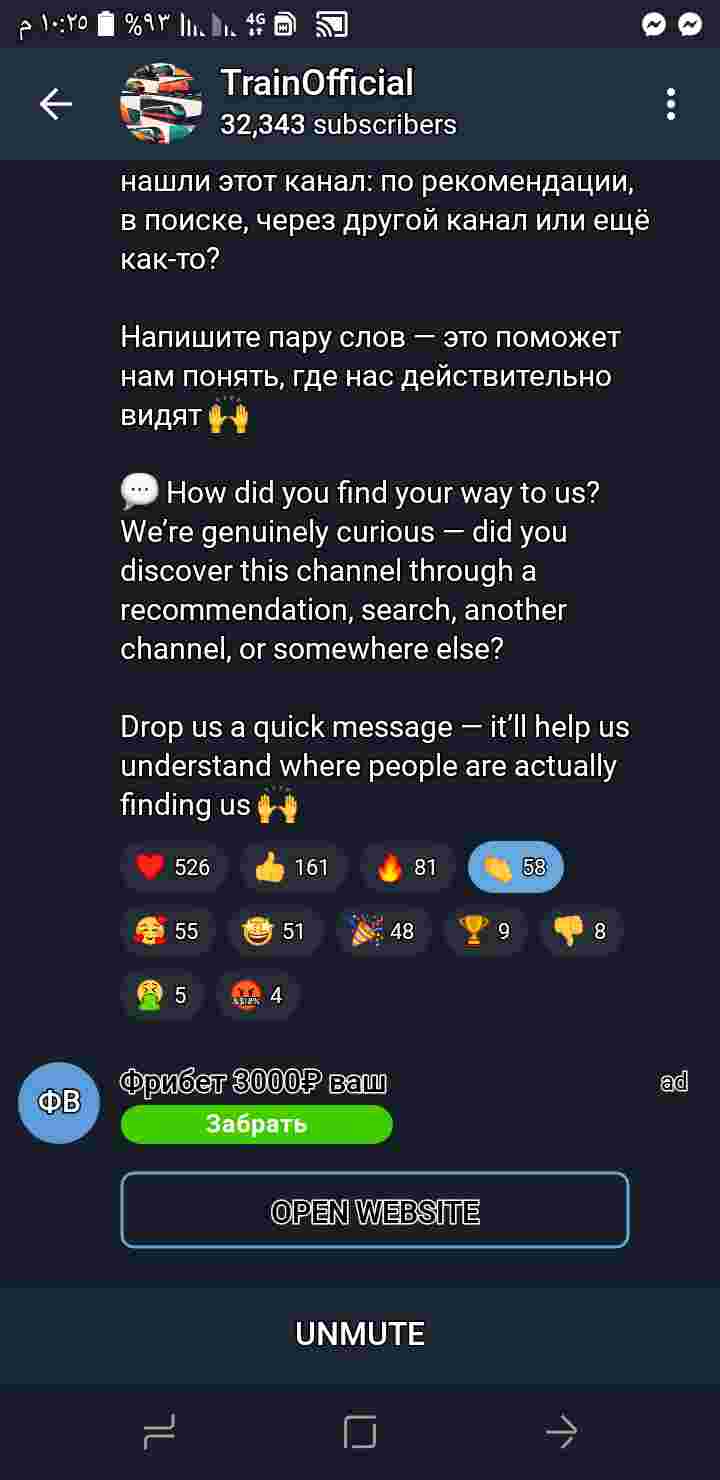 م ١٠:٢٥ %٩٣ 4G
TrainOfficial
32,343 subscribers
нашли этот канал: по рекомендации,
в поиске, через другой канал или ещё
как-то?
Напишите пару слов — это поможет
нам понять, где нас действительно
видят 🙌
💬 How did you find your way to us?
We’re genuinely curious — did you
discover this channel through a
recommendation, search, another
channel, or somewhere else?
Drop us a quick message — it’ll help us
understand where people are actually
finding us 🙌
❤️ 526 👍 161 🔥 81 👏 58
🥰 55 🤩 51 🎉 48 🏆 9 👎 8
🤮 5 🤬 4
ФВ Фрибет 3000₽ ваш ad
Забрать
OPEN WEBSITE
UNMUTE